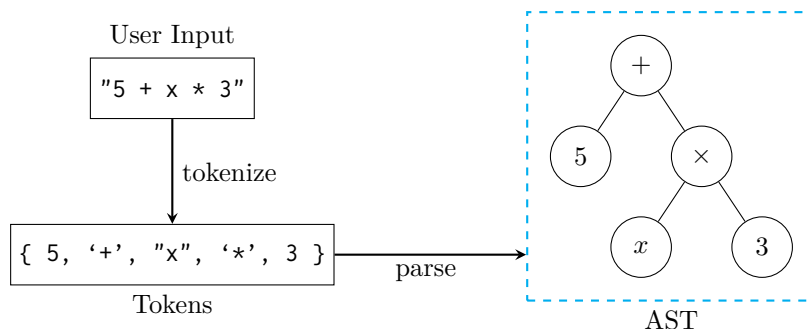 User Input
"5 + x * 3"
tokenize
{ 5, ‘+’, "x", ‘*’, 3 }
Tokens
parse
+
5
×
x
3
AST